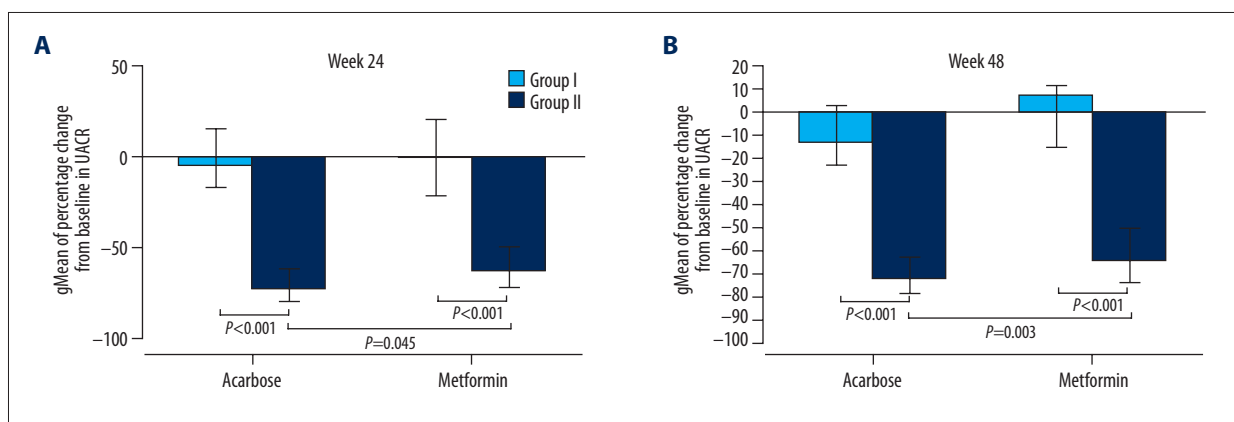 A
Week 24
Group I
Group II
gMean of percentage change
from baseline in UACR
50
0
−50
−100
P<0.001
P<0.001
P=0.045
Acarbose
Metformin
B
Week 48
gMean of percentage change
from baseline in UACR
20
10
0
−10
−20
−30
−40
−50
−60
−70
−80
−90
−100
P<0.001
P<0.001
P=0.003
Acarbose
Metformin